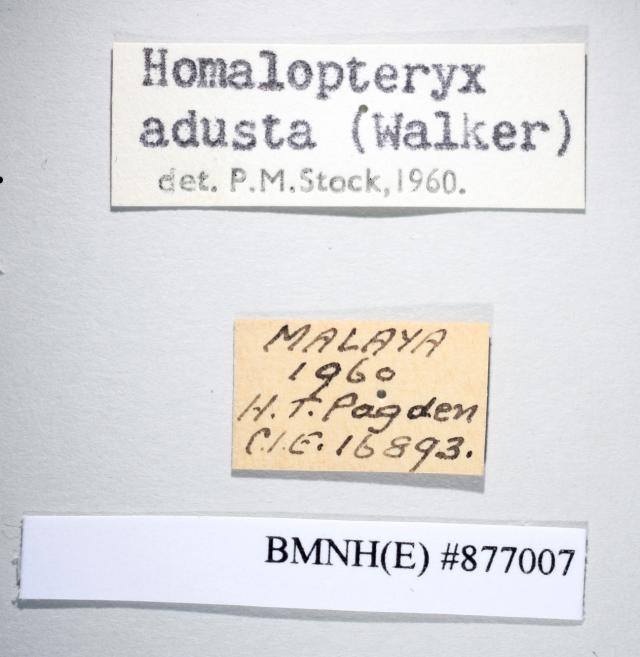 Homalopteryx
adusta (Walker)
det. P.M.Stock,1960.
MALAYA
1960
H.T.Pagden
C.I.E.16893.
BMNH(E) #877007